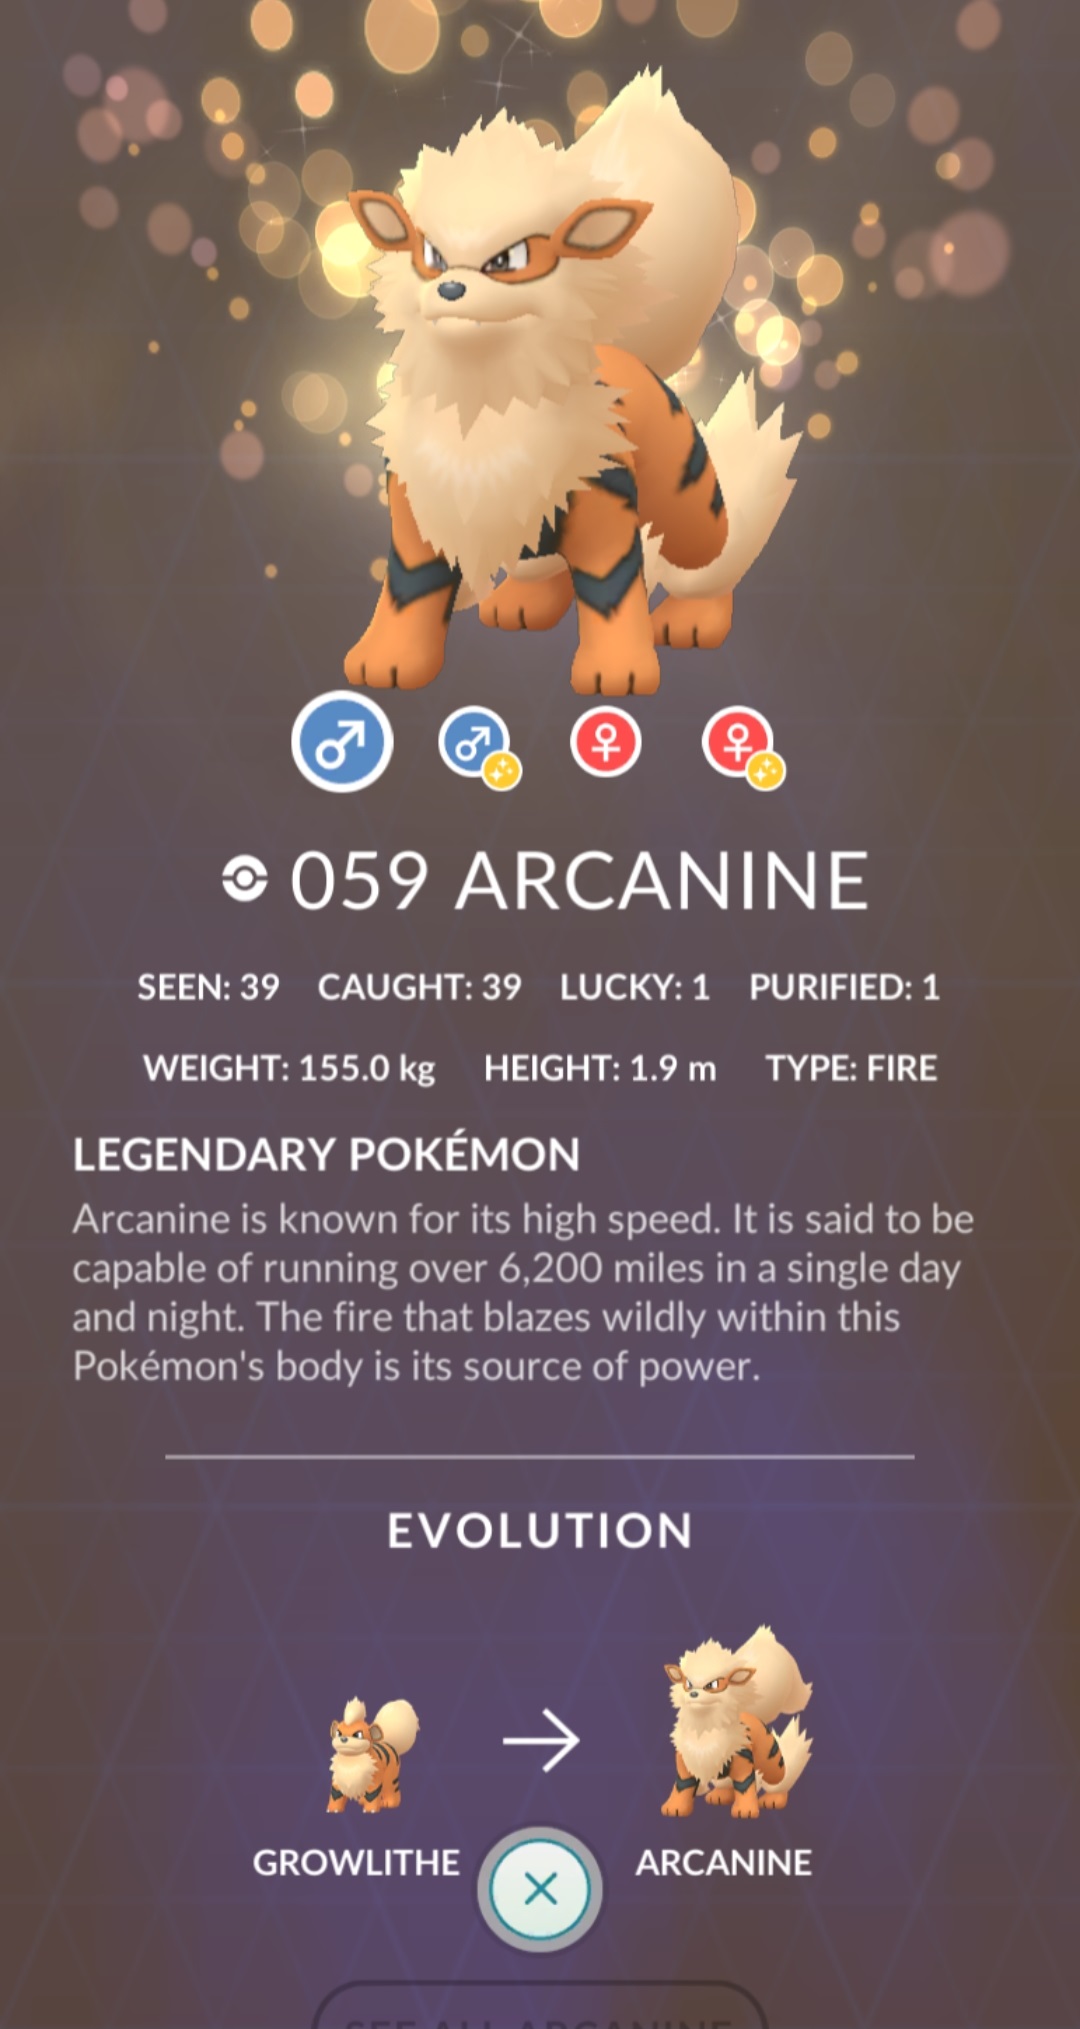 059 ARCANINE
SEEN: 39 CAUGHT: 39 LUCKY: 1 PURIFIED: 1
WEIGHT: 155.0 kg HEIGHT: 1.9 m TYPE: FIRE
LEGENDARY POKÉMON
Arcanine is known for its high speed. It is said to be
capable of running over 6,200 miles in a single day
and night. The fire that blazes wildly within this
Pokémon's body is its source of power.
EVOLUTION
GROWLITHE ARCANINE
SEE ALL ARCANINE